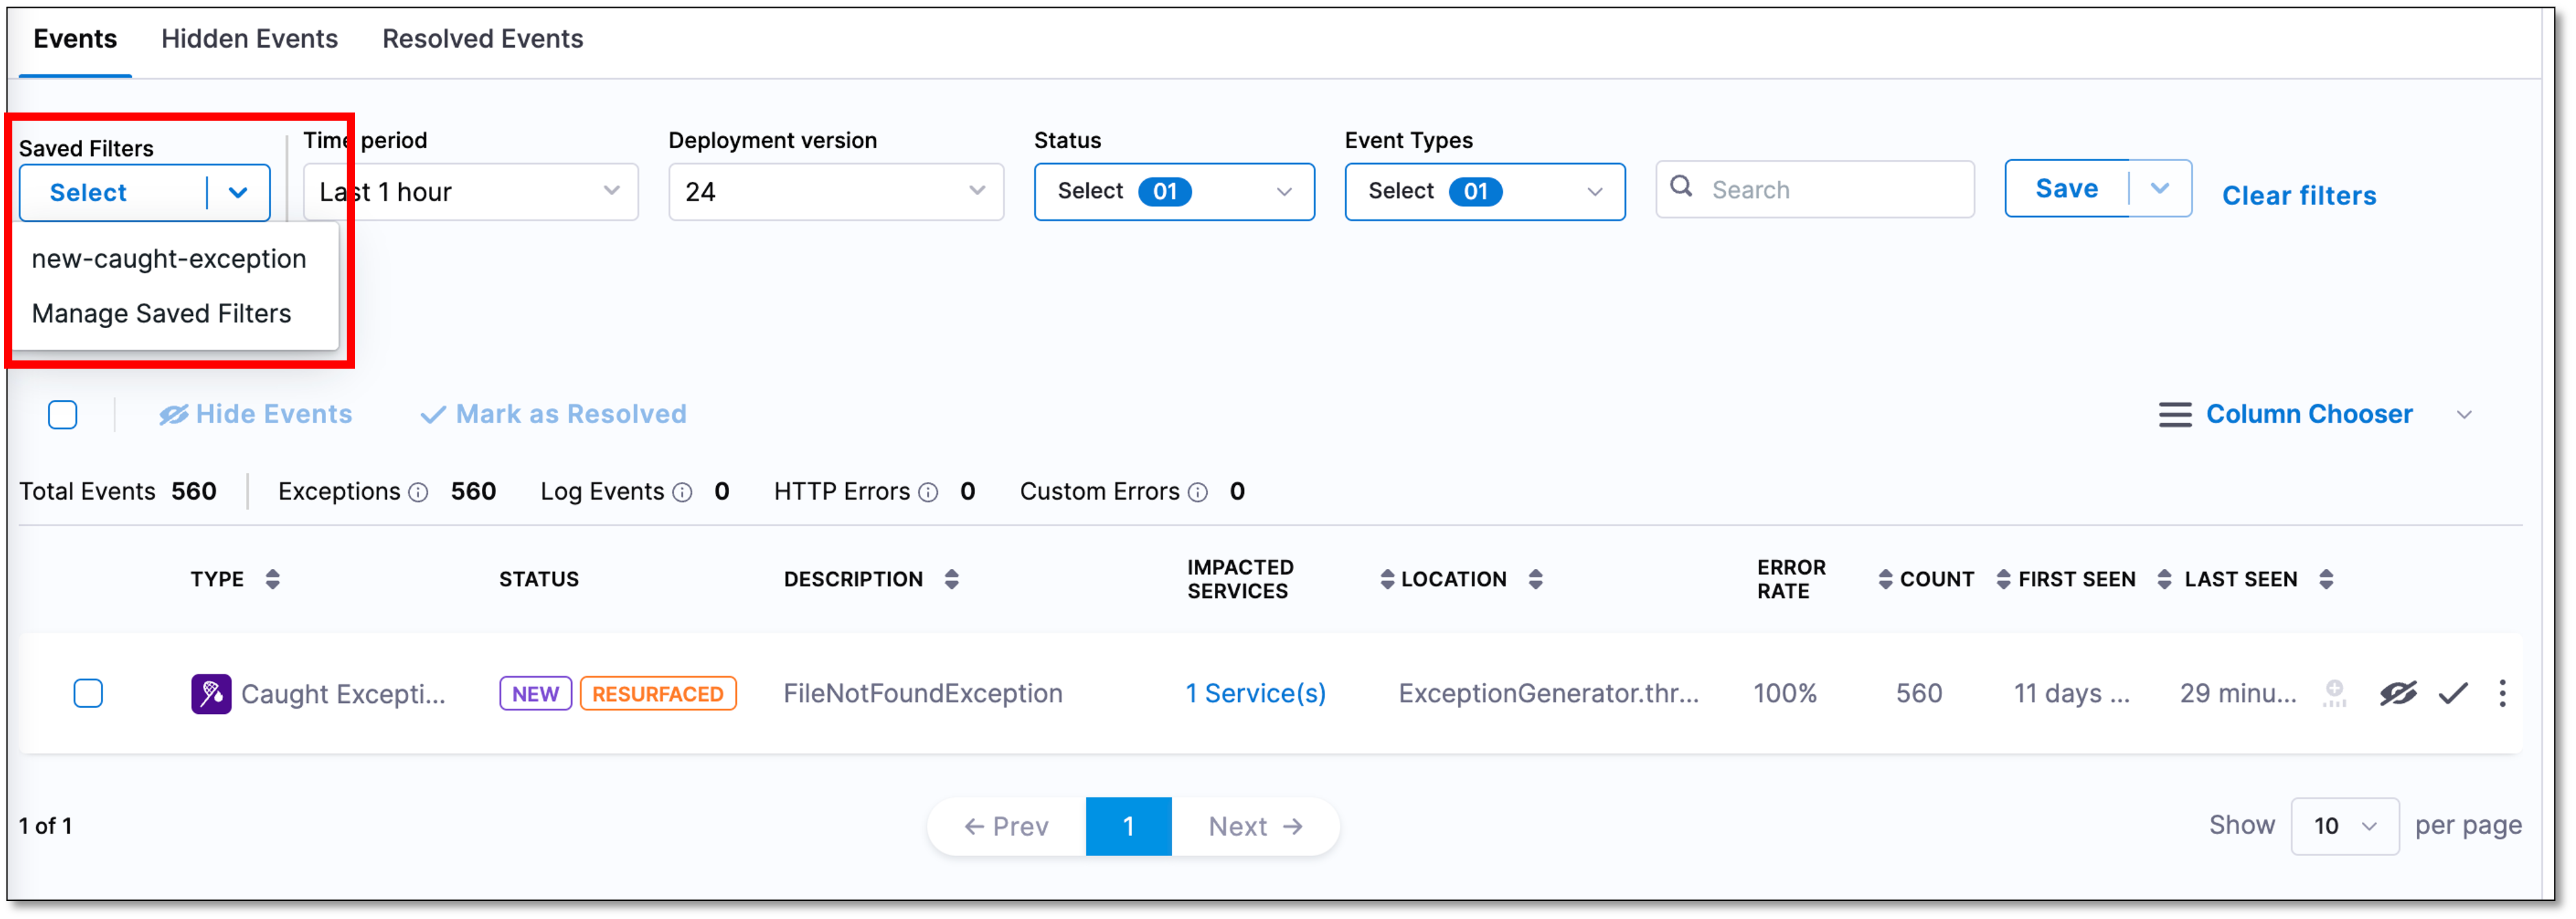 Events Hidden Events Resolved Events
Saved Filters Time period Deployment version Status Event Types
Select Last 1 hour 24 Select 01 Select 01 Search Save Clear filters
new-caught-exception
Manage Saved Filters
Hide Events Mark as Resolved Column Chooser
Total Events 560 Exceptions 560 Log Events 0 HTTP Errors 0 Custom Errors 0
TYPE STATUS DESCRIPTION IMPACTED SERVICES LOCATION ERROR RATE COUNT FIRST SEEN LAST SEEN
Caught Excepti... NEW RESURFACED FileNotFoundException 1 Service(s) ExceptionGenerator.thr... 100% 560 11 days ... 29 minu...
1 of 1 ← Prev 1 Next → Show 10 per page